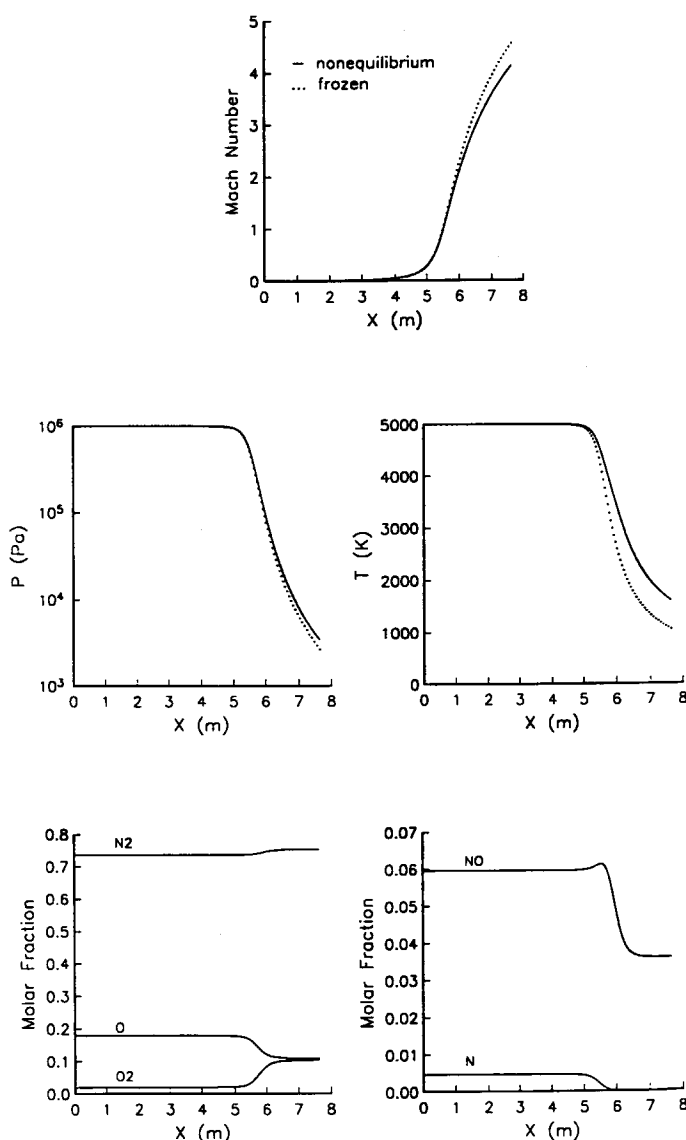 5
4
3
2
1
0
Mach Number
— nonequilibrium
... frozen
0 1 2 3 4 5 6 7 8
X (m)
10⁶
10⁵
10⁴
10³
P (Pa)
0 1 2 3 4 5 6 7 8
X (m)
5000
4000
3000
2000
1000
0
T (K)
0 1 2 3 4 5 6 7 8
X (m)
0.8
0.7
0.6
0.5
0.4
0.3
0.2
0.1
0.0
Molar Fraction
N2
O
O2
0 1 2 3 4 5 6 7 8
X (m)
0.07
0.06
0.05
0.04
0.03
0.02
0.01
0.00
Molar Fraction
NO
N
0 1 2 3 4 5 6 7 8
X (m)